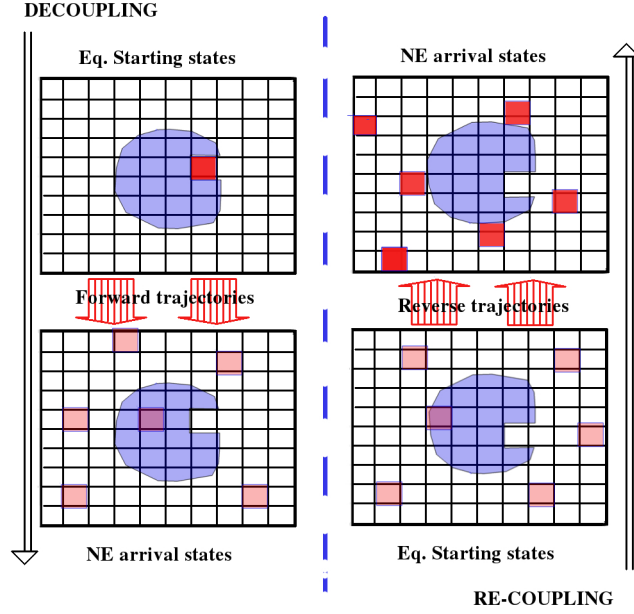 DECOUPLING
Eq. Starting states
NE arrival states
Forward trajectories
Reverse trajectories
NE arrival states
Eq. Starting states
RE-COUPLING